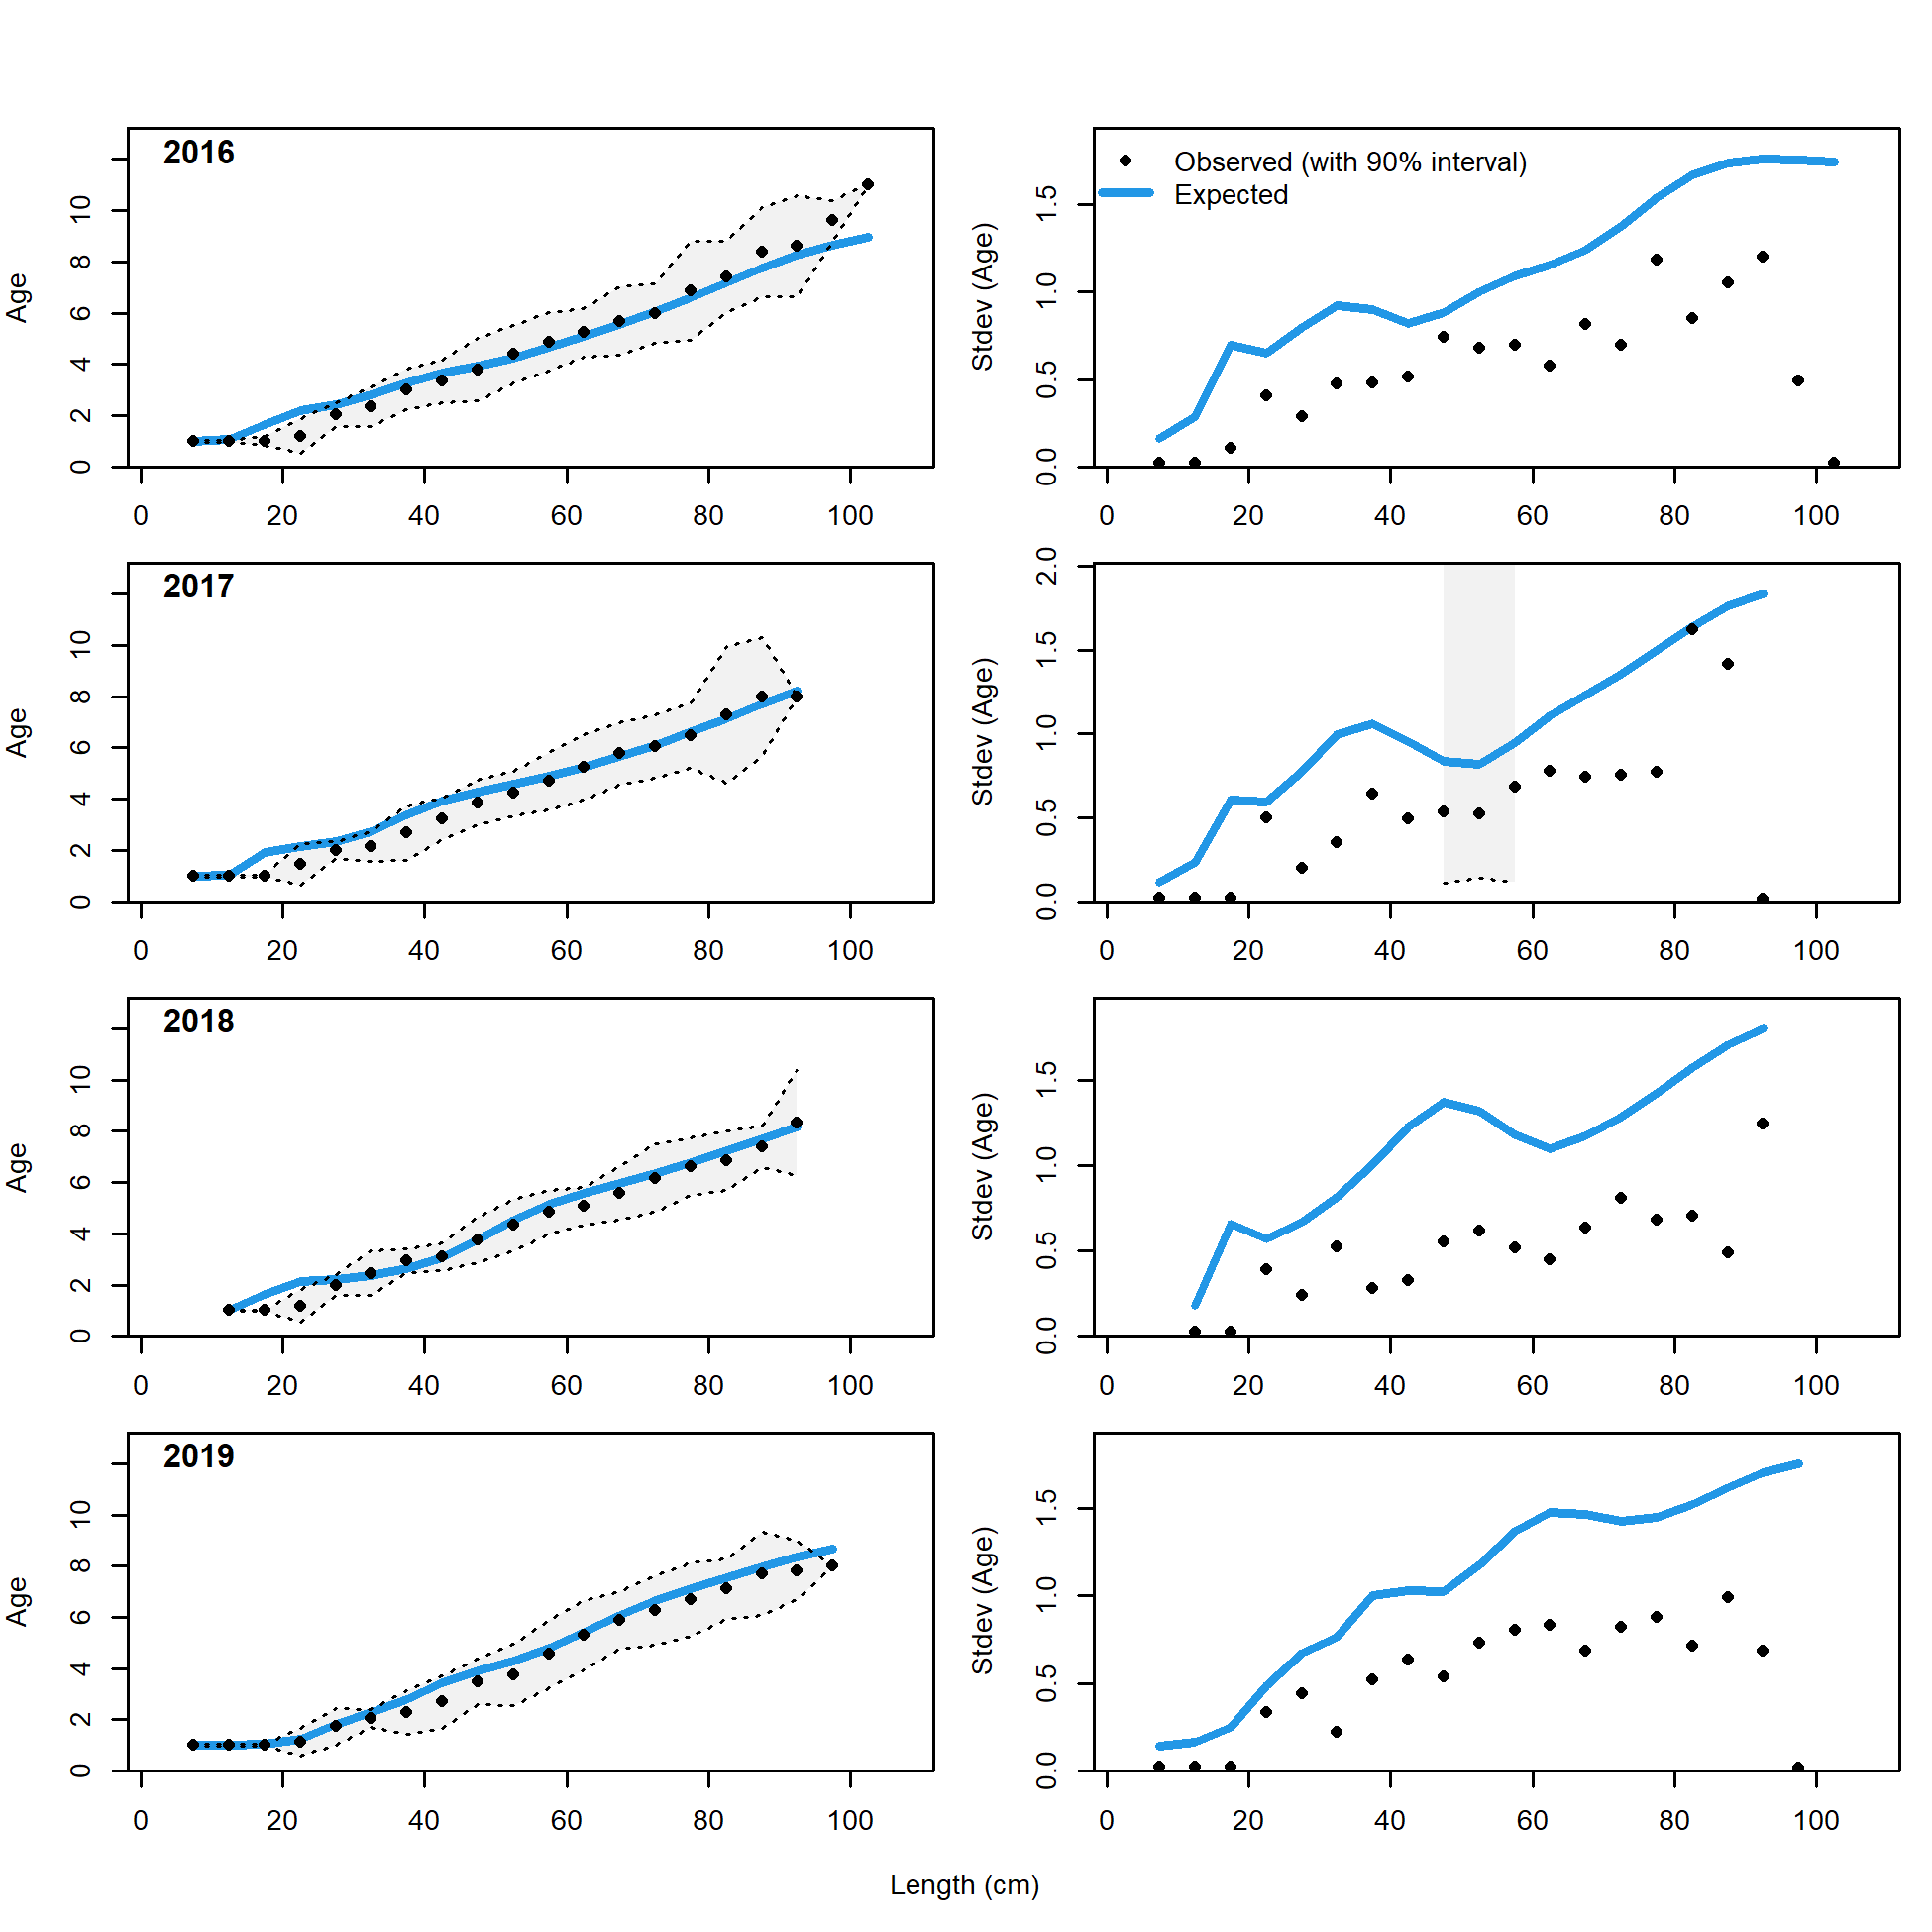 2016
Age
0 2 4 6 8 10
0 20 40 60 80 100
Observed (with 90% interval)
Expected
Stdev (Age)
0.0 0.5 1.0 1.5
0 20 40 60 80 100
2017
Age
0 2 4 6 8 10
0 20 40 60 80 100
Stdev (Age)
0.0 0.5 1.0 1.5 2.0
0 20 40 60 80 100
2018
Age
0 2 4 6 8 10
0 20 40 60 80 100
Stdev (Age)
0.0 0.5 1.0 1.5
0 20 40 60 80 100
2019
Age
0 2 4 6 8 10
0 20 40 60 80 100
Stdev (Age)
0.0 0.5 1.0 1.5
0 20 40 60 80 100
Length (cm)